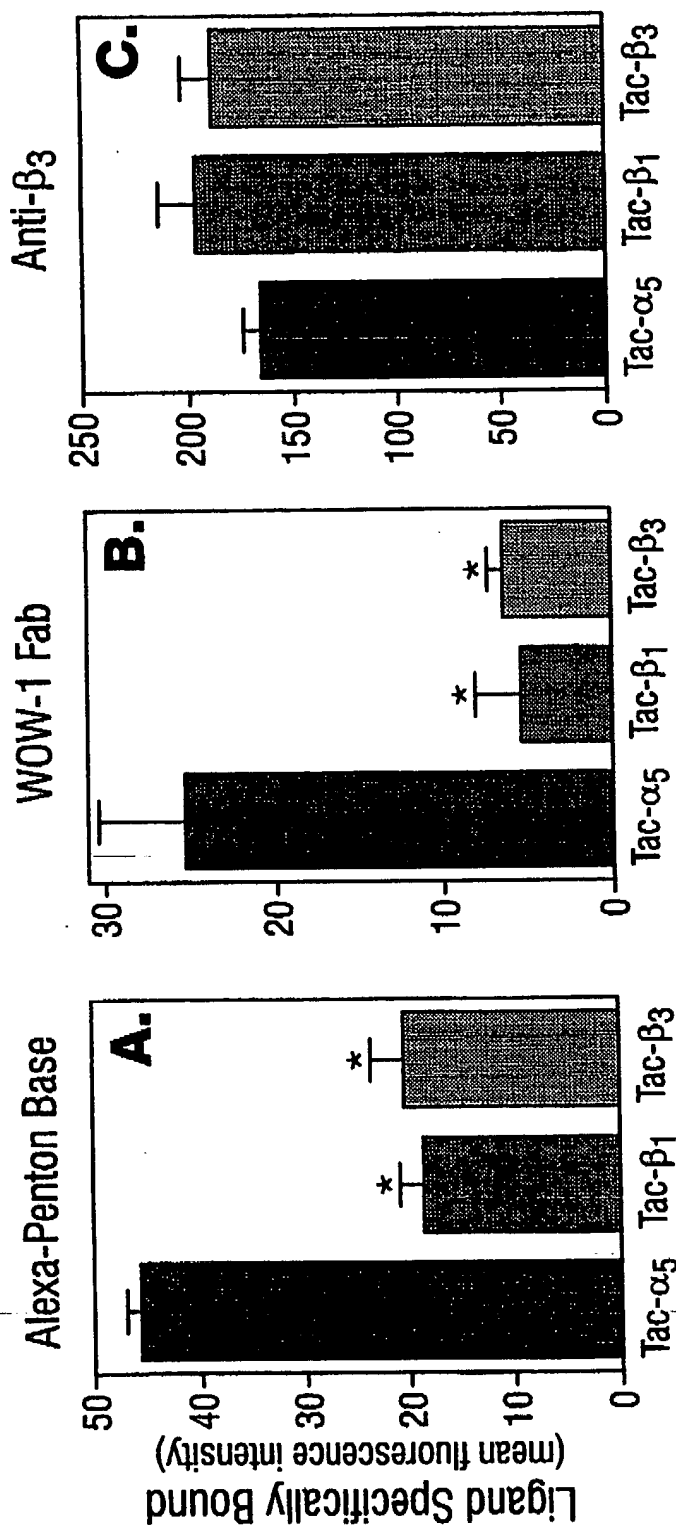 Ligand Specifically Bound
(mean fluorescence intensity)
Alexa-Penton Base
A.
50
40
30
20
10
0
*
*
Tac-α5
Tac-β1
Tac-β3
WOW-1 Fab
B.
30
20
10
0
*
*
Tac-α5
Tac-β1
Tac-β3
Anti-β3
C.
250
200
150
100
50
0
Tac-α5
Tac-β1
Tac-β3